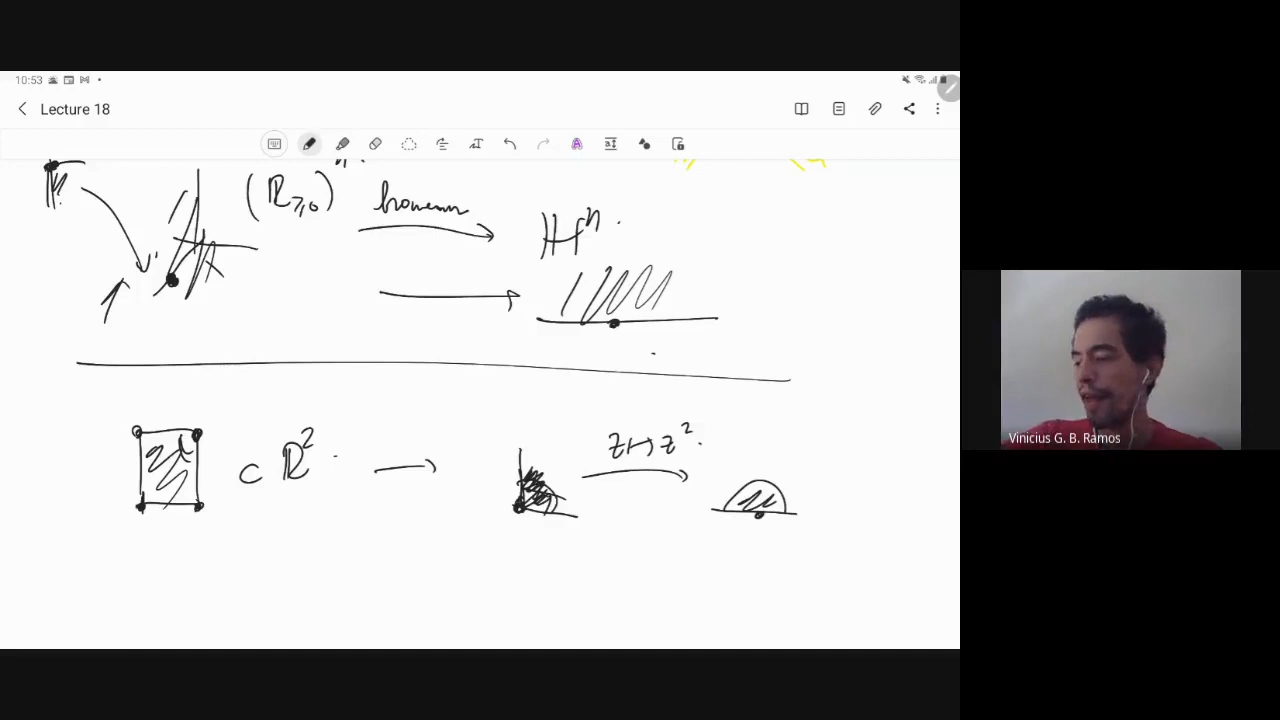 10:53
Lecture 18
(ℝ≥0)ⁿ homeom ℍⁿ.
⊂ ℝ² . z ↦ z².
Vinicius G. B. Ramos